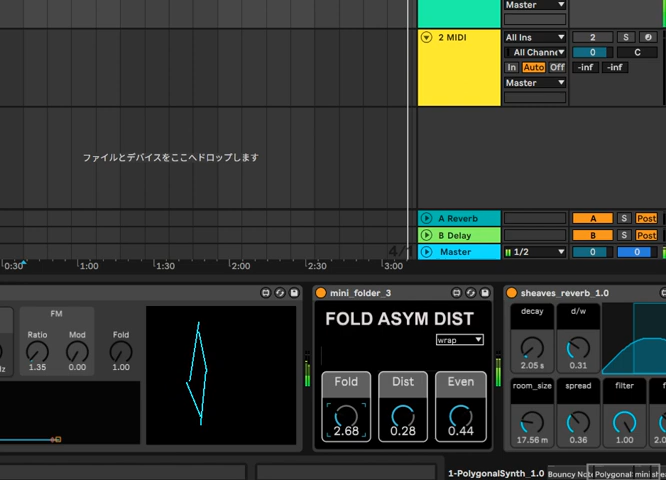 Master
2 MIDI
All Ins
2
S
All Channe
0
C
In Auto Off
-inf -inf
Master
ファイルとデバイスをここへドロップします
A Reverb
A
S
Post
B Delay
B
S
Post
4/1
Master
1/2
0
0
0:30
1:00
1:30
2:00
2:30
3:00
mini_folder_3
sheaves_reverb_1.0
FM
Ratio
Mod
Fold
Hz
1.35
0.00
1.00
FOLD ASYM DIST
wrap
Fold
Dist
Even
2.68
0.28
0.44
decay
d/w
2.05 s
0.31
room_size
spread
filter
17.56 m
0.36
1.00
1-PolygonalSynth_1.0
Bouncy Note
Polygonal